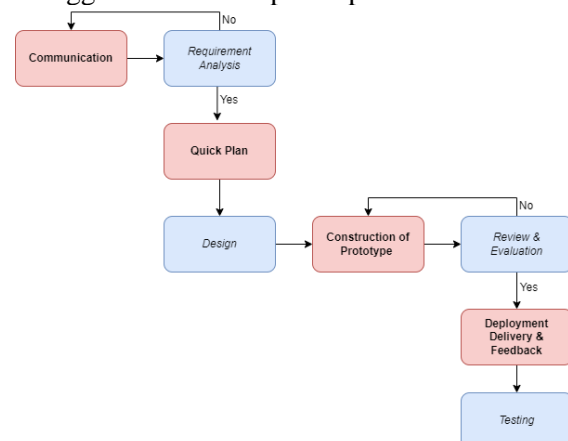 No
Communication
Requirement
Analysis
Yes
Quick Plan
Design
Construction of
Prototype
No
Review &
Evaluation
Yes
Deployment
Delivery &
Feedback
Testing